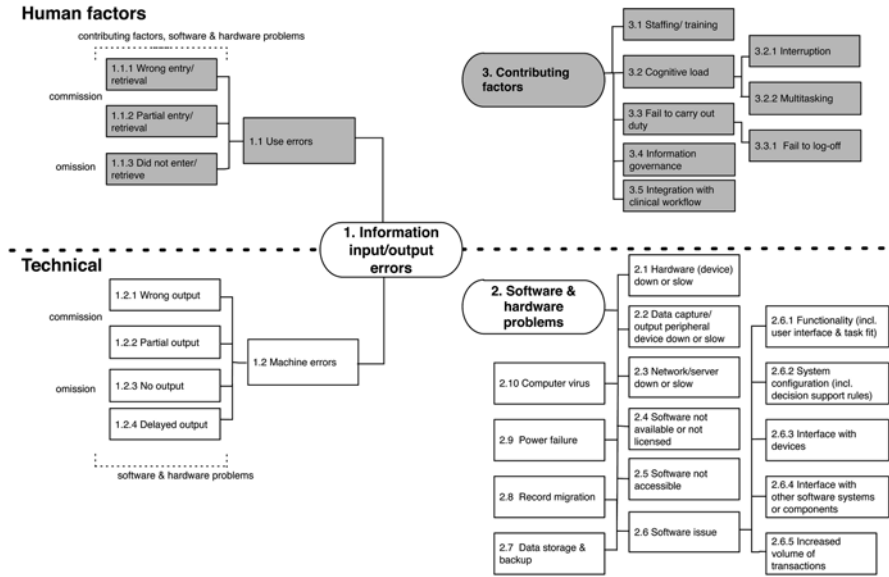 Human factors
contributing factors, software & hardware problems
1.1.1 Wrong entry/
retrieval
commission
1.1.2 Partial entry/
retrieval
omission
1.1.3 Did not enter/
retrieve
1.1 Use errors
3. Contributing
factors
3.1 Staffing/ training
3.2 Cognitive load
3.3 Fail to carry out
duty
3.4 Information
governance
3.5 Integration with
clinical workflow
3.2.1 Interruption
3.2.2 Multitasking
3.3.1 Fail to log-off
1. Information
input/output
errors
Technical
1.2.1 Wrong output
commission
1.2.2 Partial output
omission
1.2.3 No output
1.2.4 Delayed output
software & hardware problems
1.2 Machine errors
2. Software &
hardware
problems
2.10 Computer virus
2.9 Power failure
2.8 Record migration
2.7 Data storage &
backup
2.1 Hardware (device)
down or slow
2.2 Data capture/
output peripheral
device down or slow
2.3 Network/server
down or slow
2.4 Software not
available or not
licensed
2.5 Software not
accessible
2.6 Software issue
2.6.1 Functionality (incl.
user interface & task fit)
2.6.2 System
configuration (incl.
decision support rules)
2.6.3 Interface with
devices
2.6.4 Interface with
other software systems
or components
2.6.5 Increased
volume of
transactions